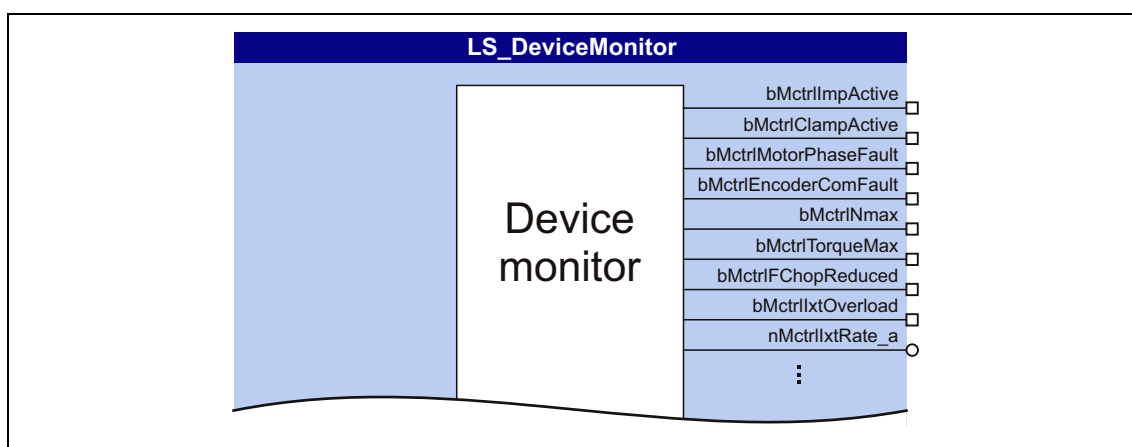 LS_DeviceMonitor
bMctrlImpActive
bMctrlClampActive
bMctrlMotorPhaseFault
bMctrlEncoderComFault
bMctrlNmax
bMctrlTorqueMax
bMctrlFChopReduced
bMctrlIxtOverload
nMctrlIxtRate_a
Device
monitor